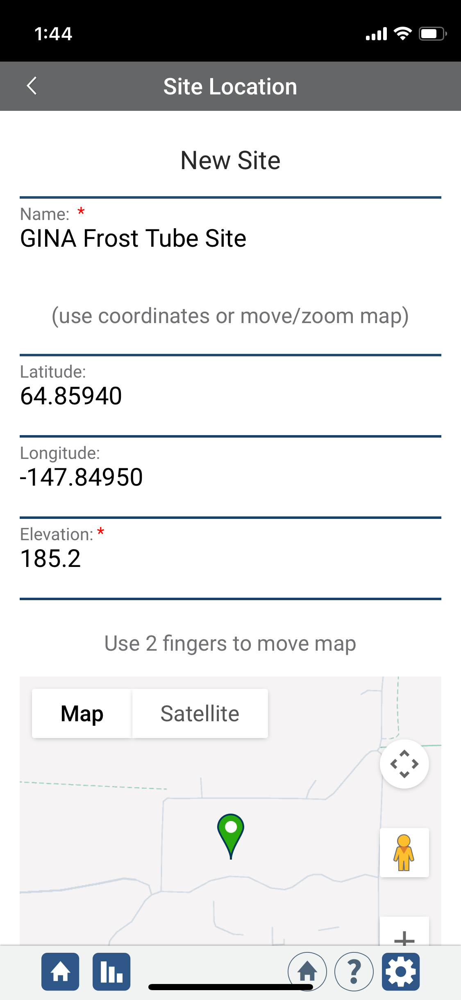 1:44
Site Location
New Site
Name: *
GINA Frost Tube Site
(use coordinates or move/zoom map)
Latitude:
64.85940
Longitude:
-147.84950
Elevation: *
185.2
Use 2 fingers to move map
Map Satellite